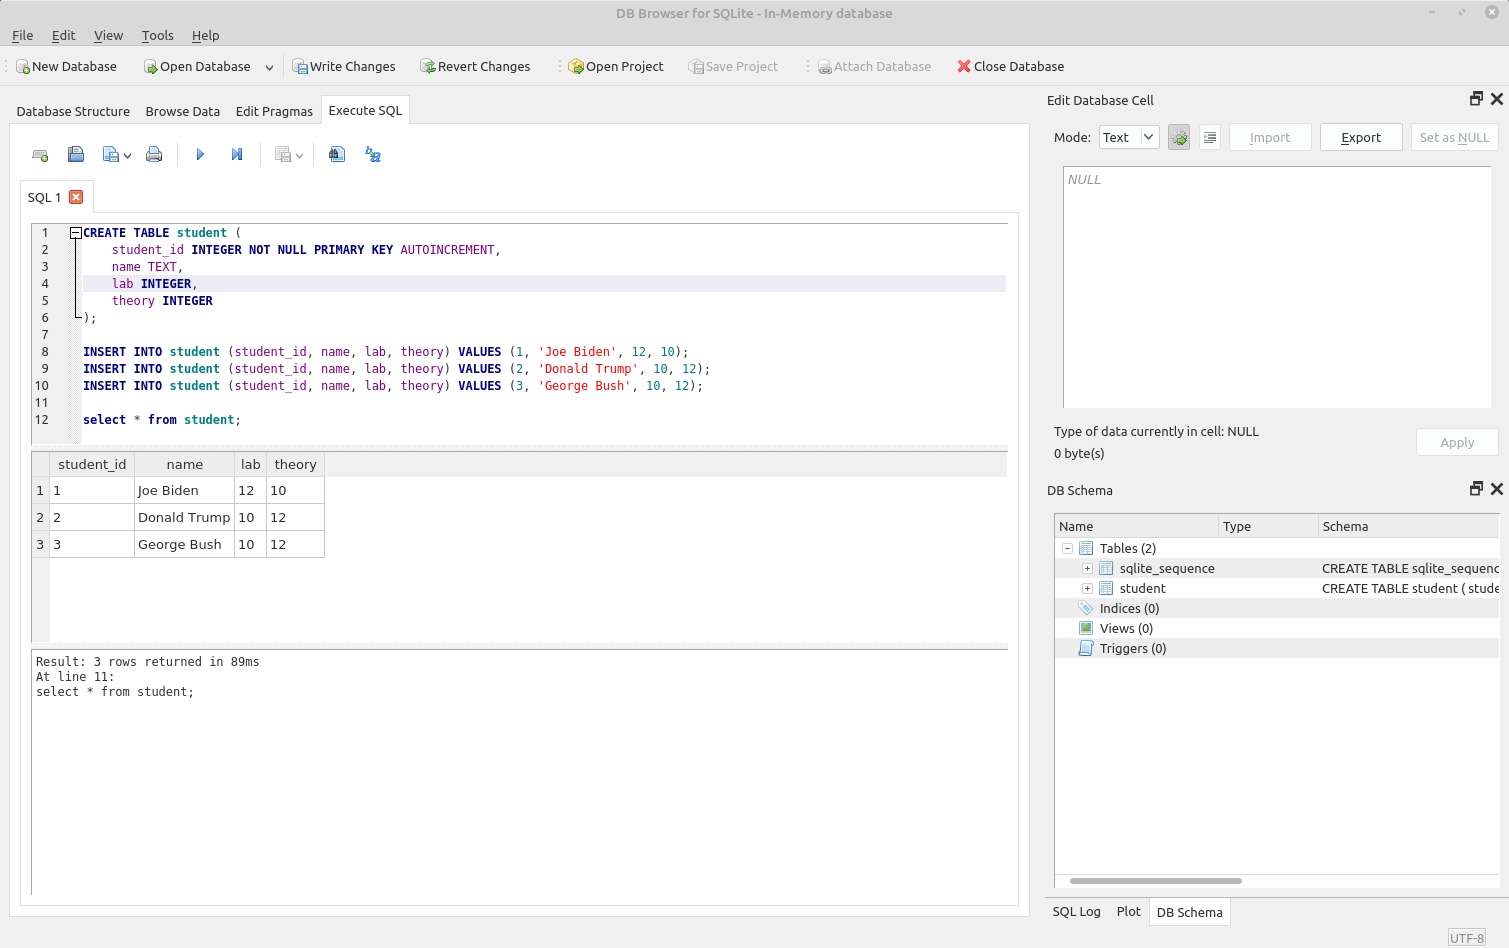 DB Browser for SQLite - In-Memory database
File Edit View Tools Help
New Database Open Database Write Changes Revert Changes Open Project Save Project Attach Database Close Database
Database Structure Browse Data Edit Pragmas Execute SQL
SQL 1
1 CREATE TABLE student (
2 student_id INTEGER NOT NULL PRIMARY KEY AUTOINCREMENT,
3 name TEXT,
4 lab INTEGER,
5 theory INTEGER
6 );
7
8 INSERT INTO student (student_id, name, lab, theory) VALUES (1, 'Joe Biden', 12, 10);
9 INSERT INTO student (student_id, name, lab, theory) VALUES (2, 'Donald Trump', 10, 12);
10 INSERT INTO student (student_id, name, lab, theory) VALUES (3, 'George Bush', 10, 12);
11
12 select * from student;
student_id name lab theory
1 1 Joe Biden 12 10
2 2 Donald Trump 10 12
3 3 George Bush 10 12
Result: 3 rows returned in 89ms
At line 11:
select * from student;
Edit Database Cell
Mode: Text Import Export Set as NULL
NULL
Type of data currently in cell: NULL
0 byte(s)
Apply
DB Schema
Name Type Schema
Tables (2)
sqlite_sequence CREATE TABLE sqlite_sequenc
student CREATE TABLE student ( stude
Indices (0)
Views (0)
Triggers (0)
SQL Log Plot DB Schema
UTF-8